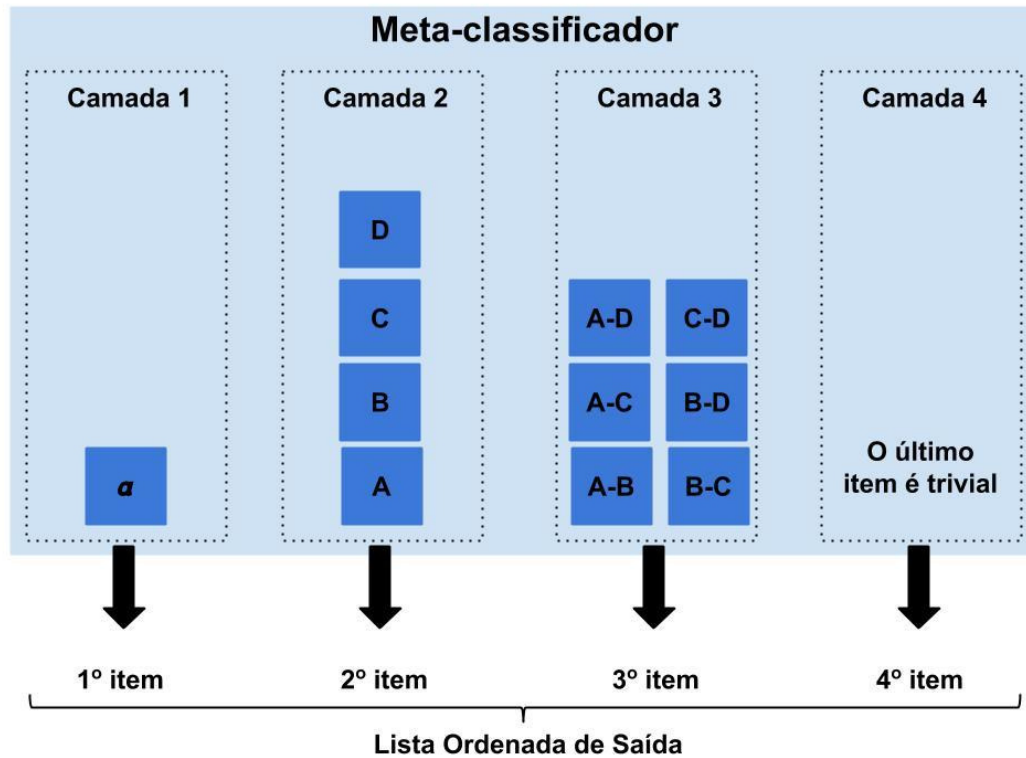 Meta-classificador
Camada 1
Camada 2
Camada 3
Camada 4
α
D
C
B
A
A-D
C-D
A-C
B-D
A-B
B-C
O último
item é trivial
1º item
2º item
3º item
4º item
Lista Ordenada de Saída